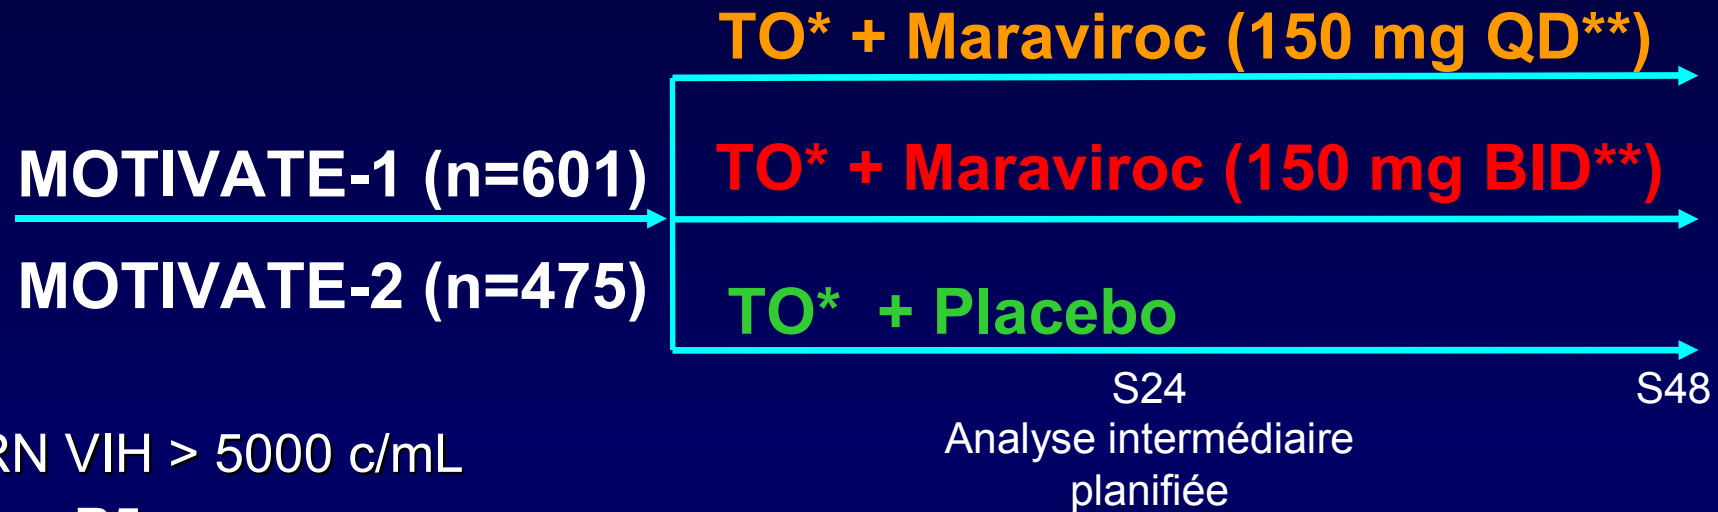 TO* + Maraviroc (150 mg QD**)
MOTIVATE-1 (n=601)
TO* + Maraviroc (150 mg BID**)
MOTIVATE-2 (n=475)
TO* + Placebo
S24
S48
Analyse intermédiaire
planifiée
RN VIH > 5000 c/mL